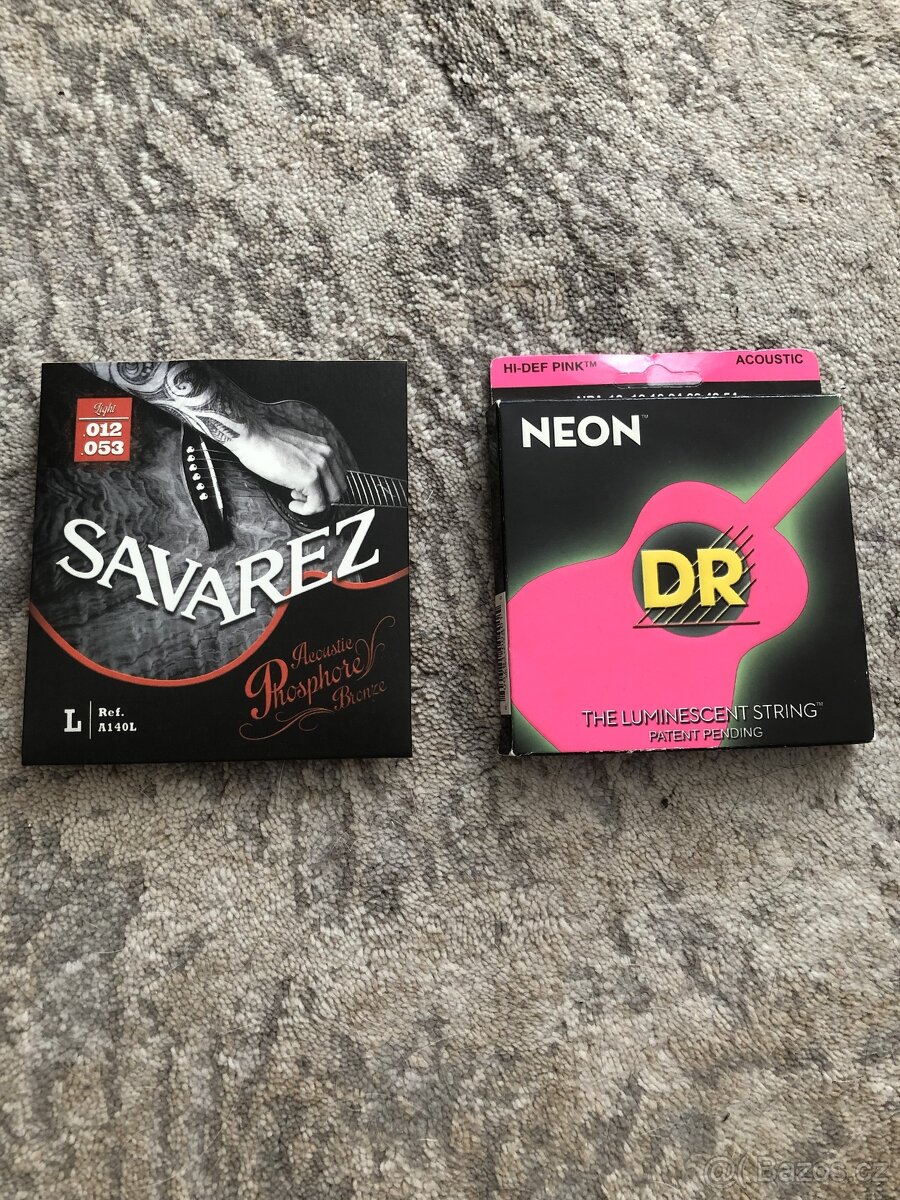 Light
.012
.053
SAVAREZ
Acoustic
Phosphore
Bronze
L
Ref.
A140L
HI-DEF PINK™
ACOUSTIC
NEON™
DR
THE LUMINESCENT STRING™
PATENT PENDING
@ Bazos.cz